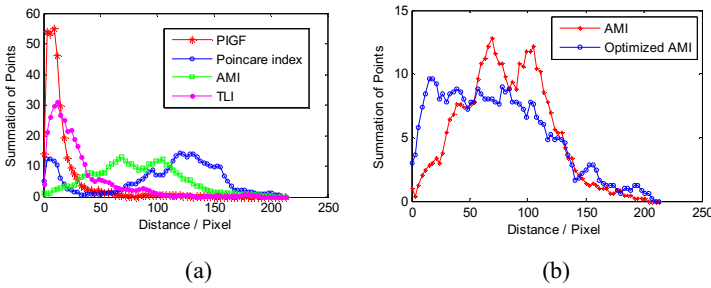 60
50
40
30
20
10
0
0 50 100 150 200 250
Summation of Points
Distance / Pixel
PIGF
Poincare index
AMI
TLI
(a)
15
10
5
0
0 50 100 150 200 250
Summation of Points
Distance / Pixel
AMI
Optimized AMI
(b)